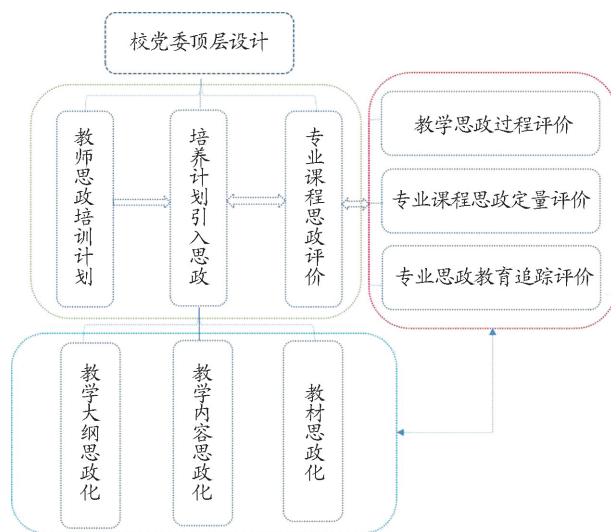 校党委顶层设计
教师思政培训计划
培养计划引入思政
专业课程思政评价
教学思政过程评价
专业课程思政定量评价
专业思政教育追踪评价
教学大纲思政化
教学内容思政化
教材思政化